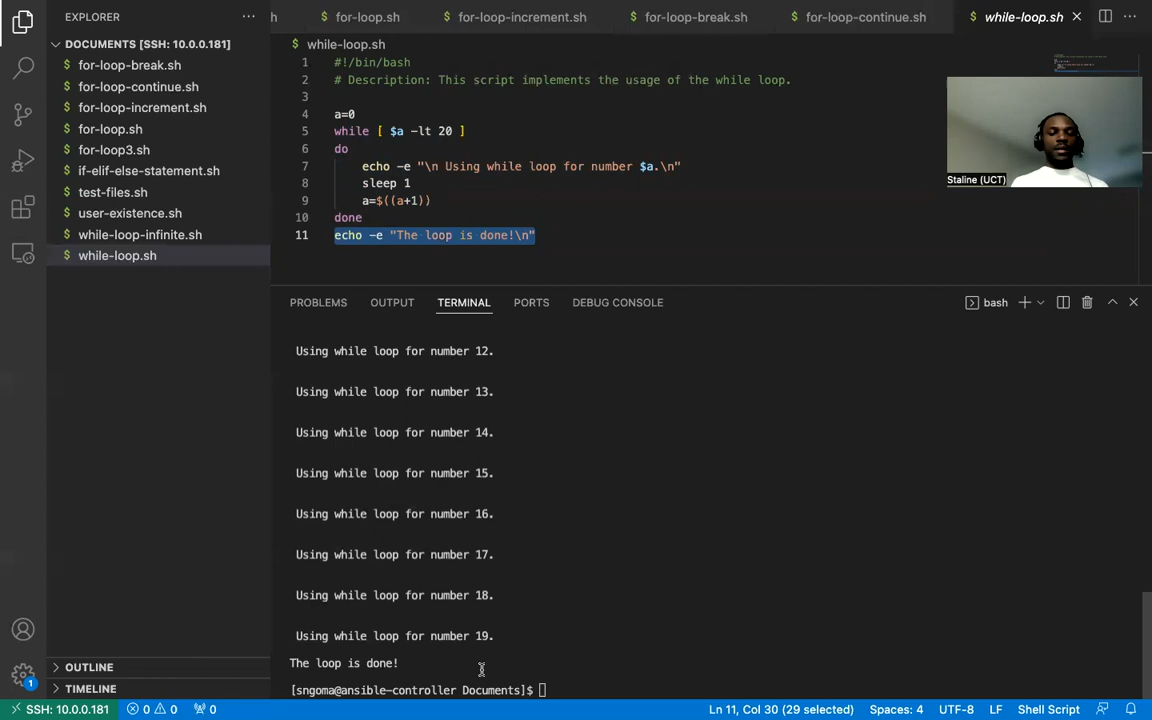 EXPLORER
DOCUMENTS [SSH: 10.0.0.181]
for-loop-break.sh
for-loop-continue.sh
for-loop-increment.sh
for-loop.sh
for-loop3.sh
if-elif-else-statement.sh
test-files.sh
user-existence.sh
while-loop-infinite.sh
while-loop.sh
OUTLINE
TIMELINE
h $ for-loop.sh $ for-loop-increment.sh $ for-loop-break.sh $ for-loop-continue.sh $ while-loop.sh
$ while-loop.sh
1 #!/bin/bash
2 # Description: This script implements the usage of the while loop.
3
4 a=0
5 while [ $a -lt 20 ]
6 do
7 echo -e "\n Using while loop for number $a.\n"
8 sleep 1
9 a=$((a+1))
10 done
11 echo -e "The loop is done!\n"
Staline (UCT)
PROBLEMS OUTPUT TERMINAL PORTS DEBUG CONSOLE bash
Using while loop for number 12.
Using while loop for number 13.
Using while loop for number 14.
Using while loop for number 15.
Using while loop for number 16.
Using while loop for number 17.
Using while loop for number 18.
Using while loop for number 19.
The loop is done!
[sngoma@ansible-controller Documents]$
1
SSH: 10.0.0.181 0 0 0 Ln 11, Col 30 (29 selected) Spaces: 4 UTF-8 LF Shell Script